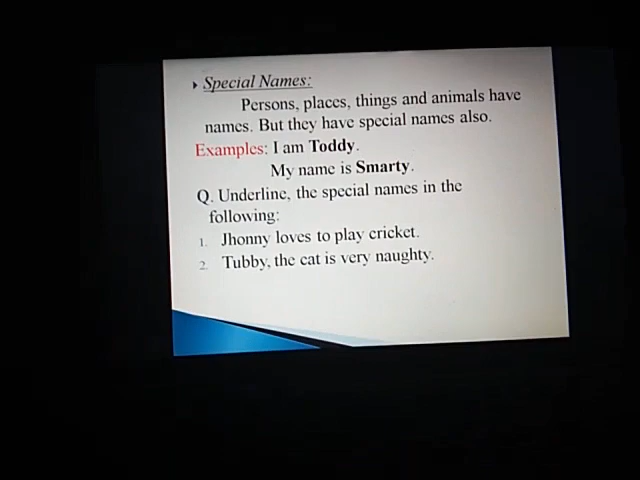 Special Names:
Persons, places, things and animals have
names. But they have special names also.
Examples: I am Toddy.
My name is Smarty.
Q. Underline, the special names in the
following:
1. Jhonny loves to play cricket.
2. Tubby, the cat is very naughty.